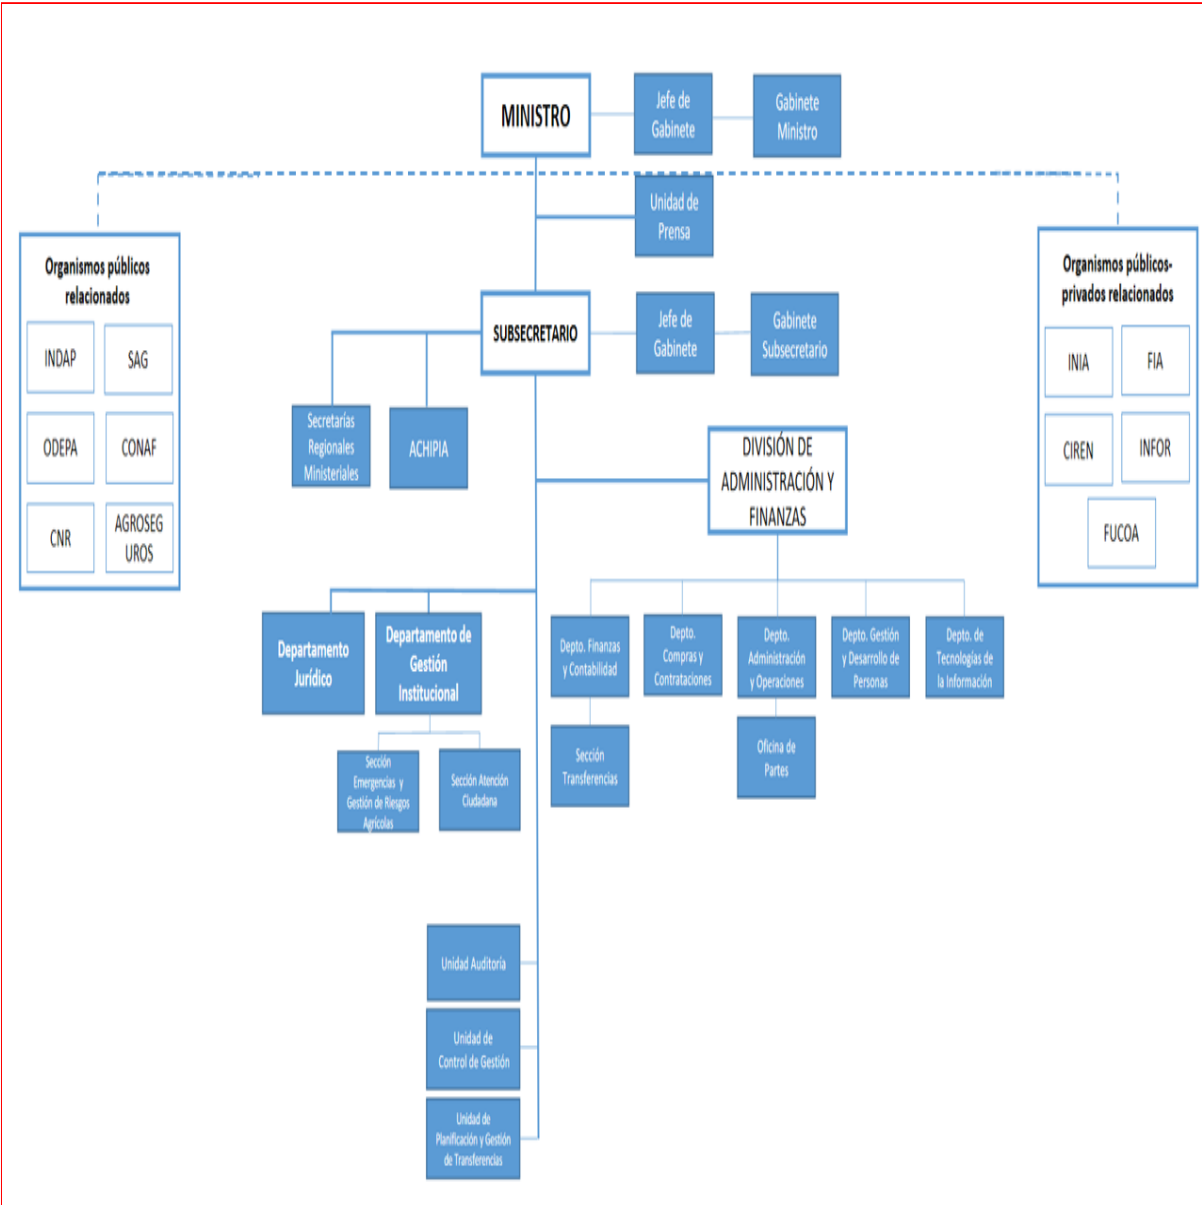 MINISTRO
Jefe de
Gabinete
Gabinete
Ministro
Unidad de
Prensa
Organismos públicos
relacionados
INDAP
SAG
ODEPA
CONAF
CNR
AGROSEG
UROS
Organismos públicos-
privados relacionados
INIA
FIA
CIREN
INFOR
FUCOA
SUBSECRETARIO
Jefe de
Gabinete
Gabinete
Subsecretario
Secretarías
Regionales
Ministeriales
ACHIPIA
DIVISIÓN DE
ADMINISTRACIÓN Y
FINANZAS
Departamento
Jurídico
Departamento de
Gestión
Institucional
Depto. Finanzas
y Contabilidad
Depto.
Compras y
Contrataciones
Depto.
Administración
y Operaciones
Depto. Gestión
y Desarrollo de
Personas
Depto. de
Tecnologías de
la Información
Sección
Emergencias y
Gestión de Riesgos
Agrícolas
Sección Atención
Ciudadana
Sección
Transferencias
Oficina de
Partes
Unidad Auditoría
Unidad de
Control de Gestión
Unidad de
Planificación y Gestión
de Transferencias